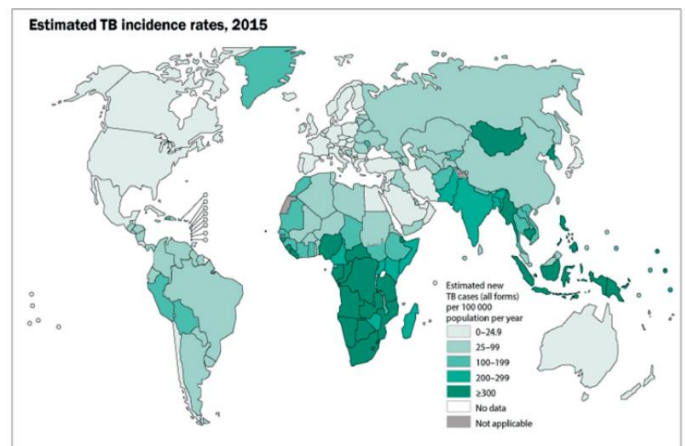 Estimated TB incidence rates, 2015
Estimated new
TB cases (all forms)
per 100 000
population per year
0–24.9
25–99
100–199
200–299
≥300
No data
Not applicable